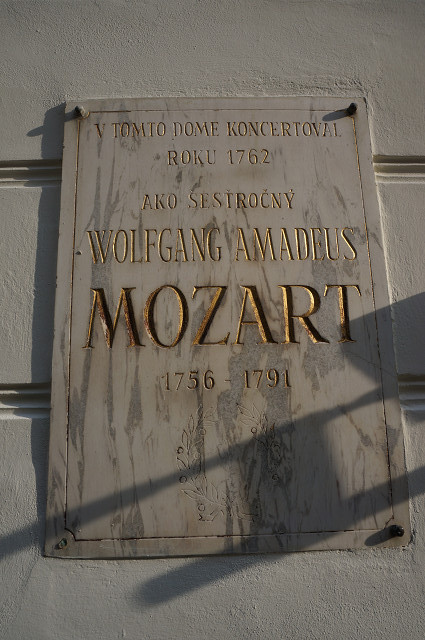 V TOMTO DOME KONCERTOVAL
ROKU 1762
AKO ŠESŤROČNÝ
WOLFGANG AMADEUS
MOZART
1756 - 1791